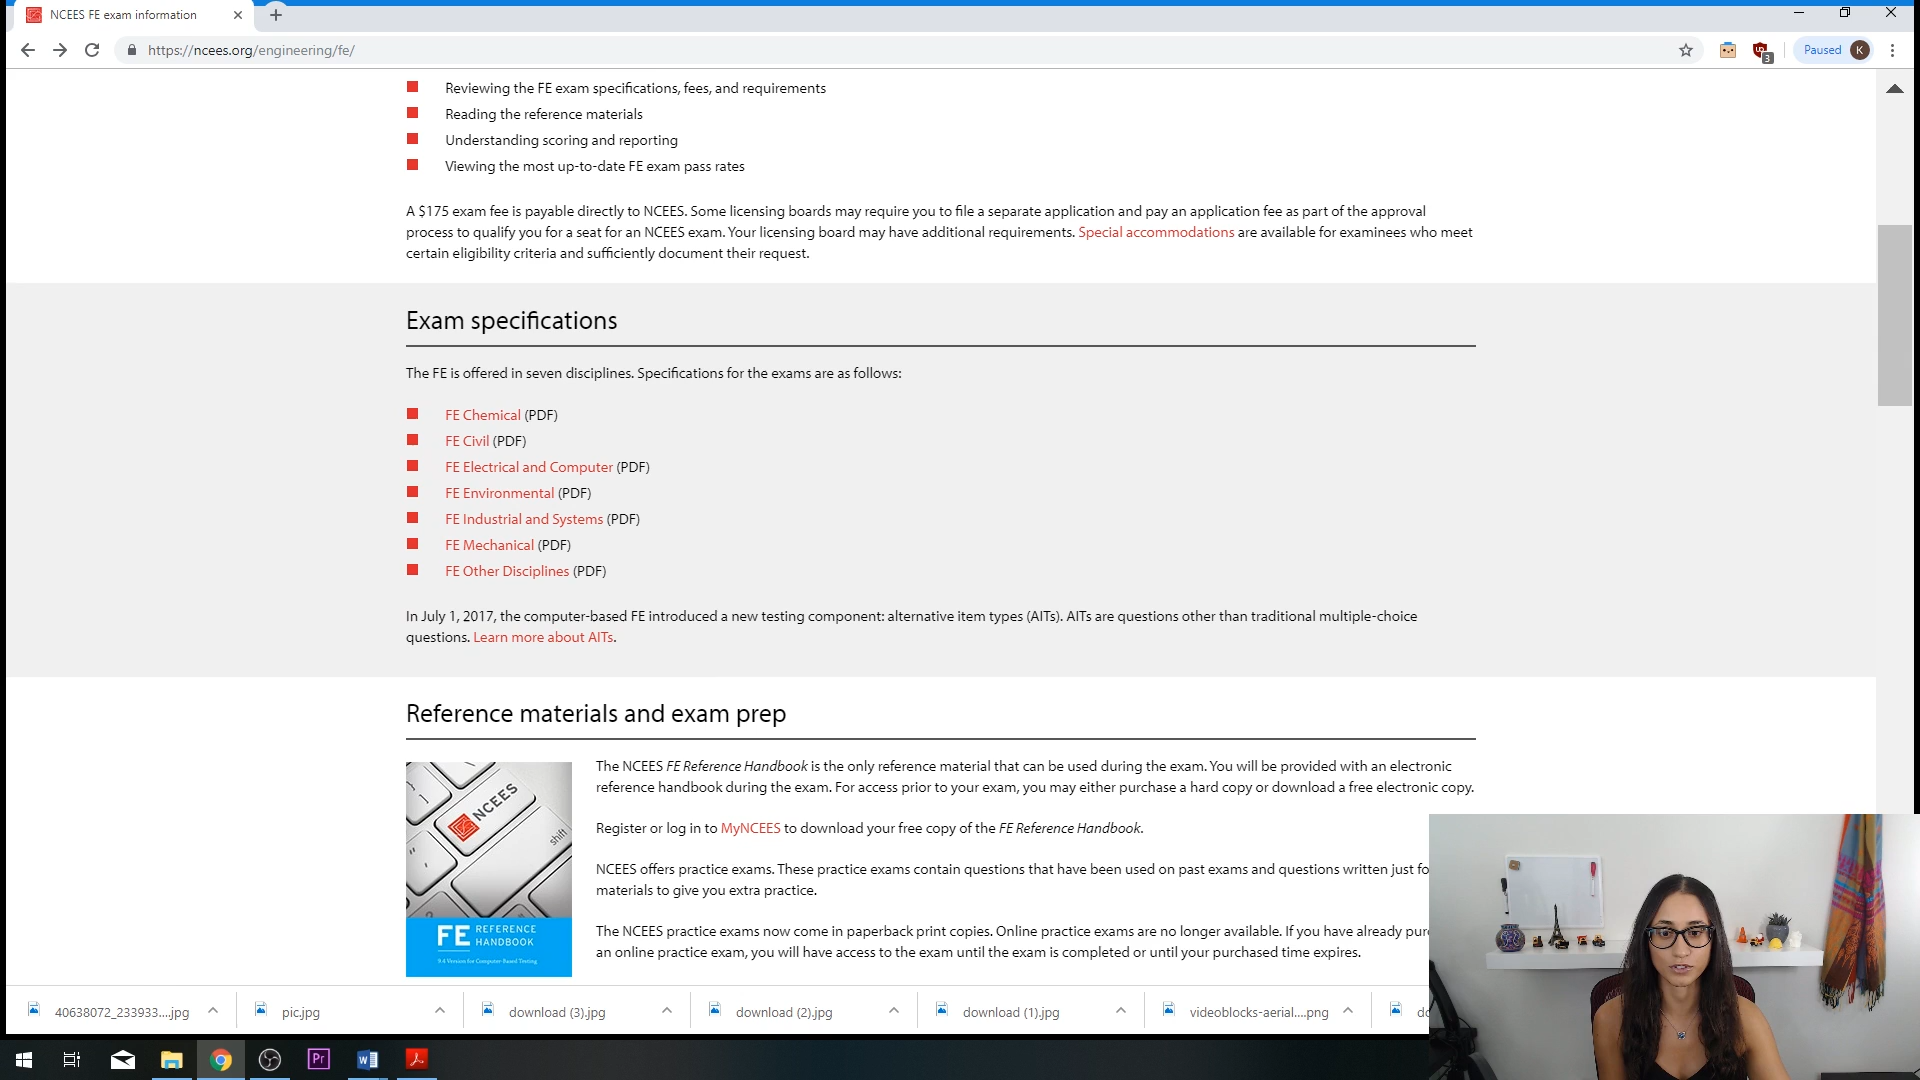 NCEES FE exam information
https://ncees.org/engineering/fe/
3
Paused
K
Reviewing the FE exam specifications, fees, and requirements
Reading the reference materials
Understanding scoring and reporting
Viewing the most up-to-date FE exam pass rates
A $175 exam fee is payable directly to NCEES. Some licensing boards may require you to file a separate application and pay an application fee as part of the approval
process to qualify you for a seat for an NCEES exam. Your licensing board may have additional requirements. Special accommodations are available for examinees who meet
certain eligibility criteria and sufficiently document their request.
Exam specifications
The FE is offered in seven disciplines. Specifications for the exams are as follows:
FE Chemical (PDF)
FE Civil (PDF)
FE Electrical and Computer (PDF)
FE Environmental (PDF)
FE Industrial and Systems (PDF)
FE Mechanical (PDF)
FE Other Disciplines (PDF)
In July 1, 2017, the computer-based FE introduced a new testing component: alternative item types (AITs). AITs are questions other than traditional multiple-choice
questions. Learn more about AITs.
Reference materials and exam prep
NCEES
shift
FE REFERENCE
HANDBOOK
9.4 Version for Computer-Based Testing
The NCEES FE Reference Handbook is the only reference material that can be used during the exam. You will be provided with an electronic
reference handbook during the exam. For access prior to your exam, you may either purchase a hard copy or download a free electronic copy.
Register or log in to MyNCEES to download your free copy of the FE Reference Handbook.
NCEES offers practice exams. These practice exams contain questions that have been used on past exams and questions written just fo
materials to give you extra practice.
The NCEES practice exams now come in paperback print copies. Online practice exams are no longer available. If you have already pur
an online practice exam, you will have access to the exam until the exam is completed or until your purchased time expires.
40638072_233933....jpg
pic.jpg
download (3).jpg
download (2).jpg
download (1).jpg
videoblocks-aerial....png
Pr